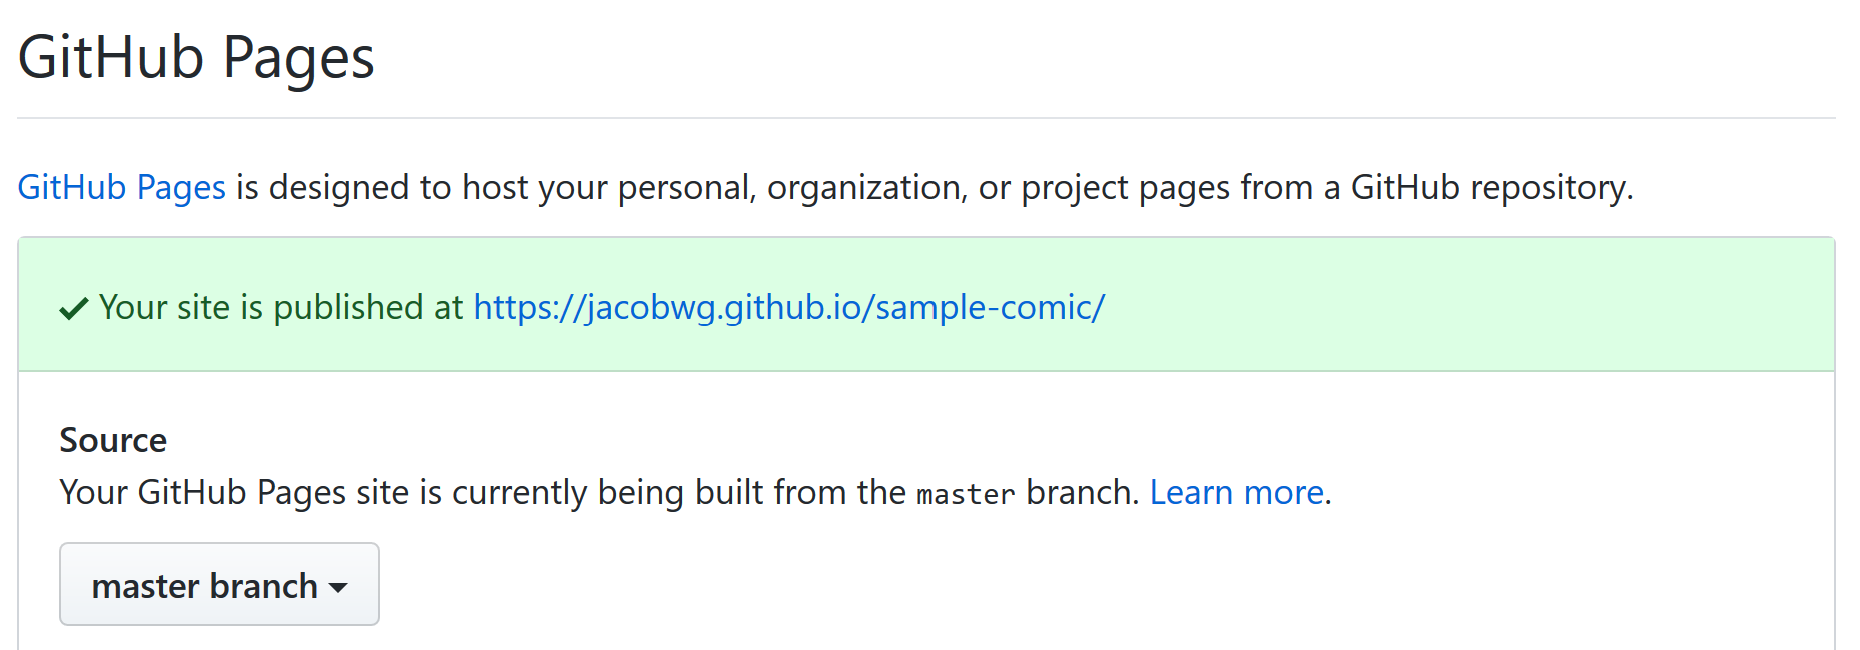 GitHub Pages
GitHub Pages is designed to host your personal, organization, or project pages from a GitHub repository.
Your site is published at https://jacobwg.github.io/sample-comic/
Source
Your GitHub Pages site is currently being built from the master branch. Learn more.
master branch